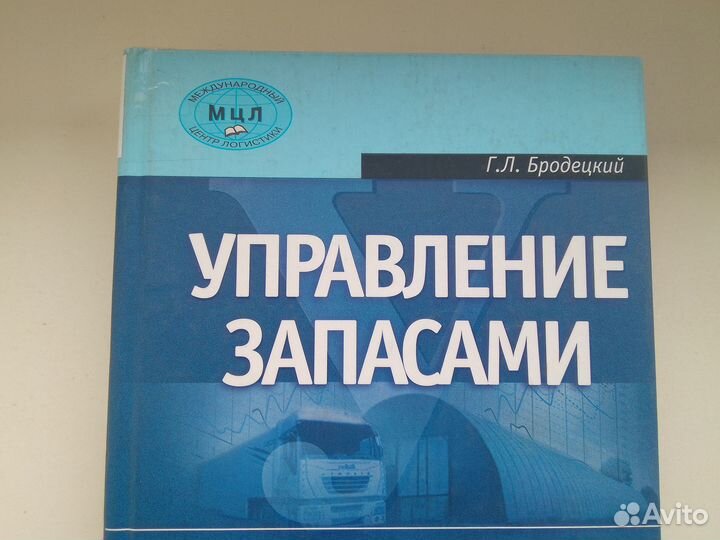 МЕЖДУНАРОДНЫЙ
МЦЛ
ЦЕНТР ЛОГИСТИКИ
Г.Л. Бродецкий
УПРАВЛЕНИЕ
ЗАПАСАМИ
Avito